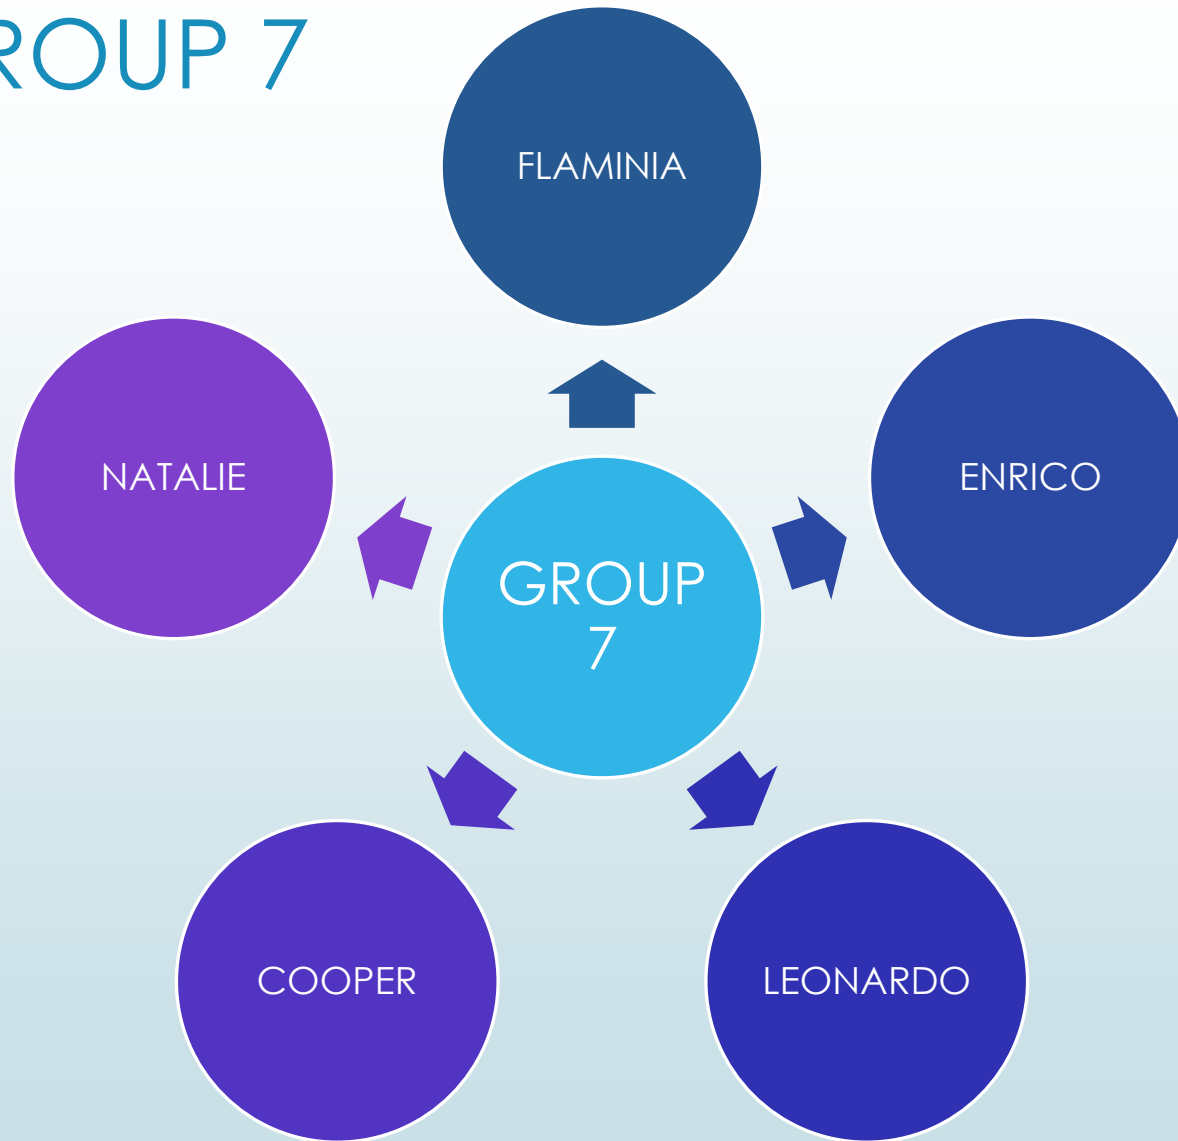 ROUP 7
FLAMINIA
NATALIE
ENRICO
GROUP
7
COOPER
LEONARDO